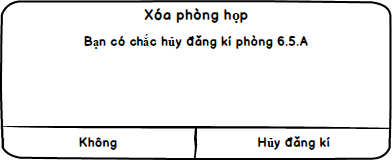 Xóa phòng họp
Bạn có chắc hủy đăng kí phòng 6.5.A
Không
Hủy đăng kí